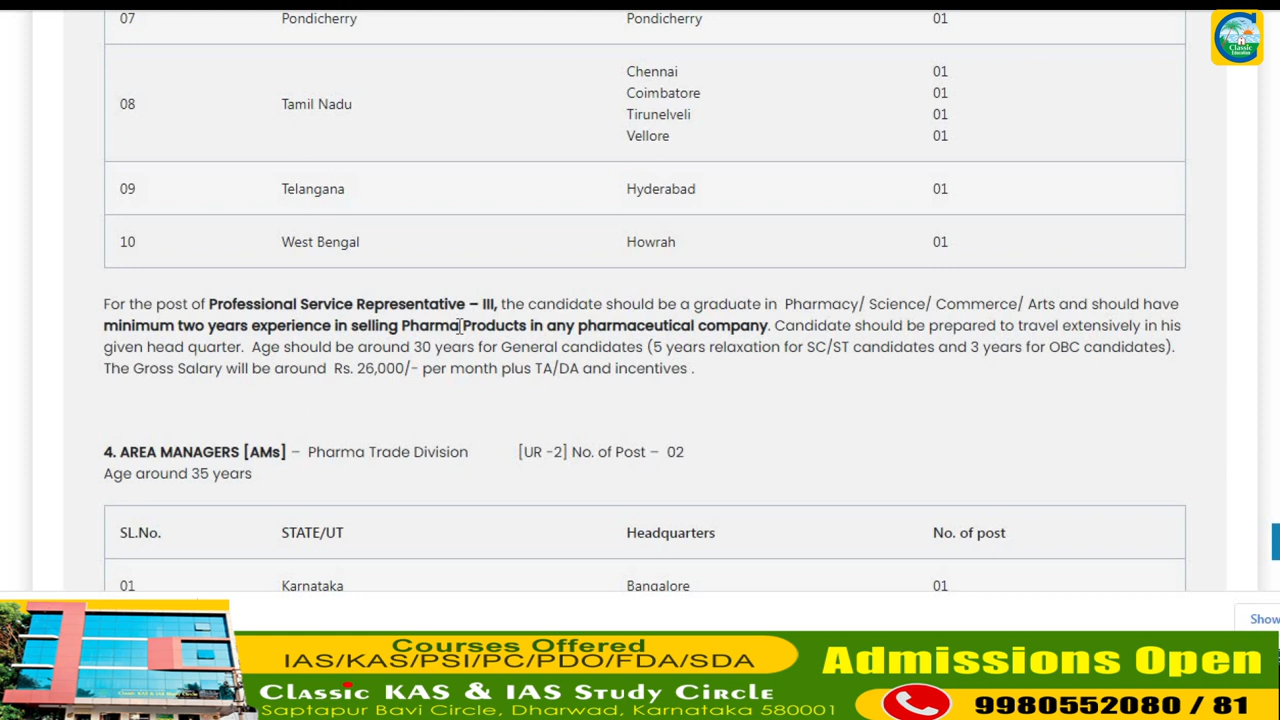 07 Pondicherry Pondicherry 01
08 Tamil Nadu Chennai 01
Coimbatore 01
Tirunelveli 01
Vellore 01
09 Telangana Hyderabad 01
10 West Bengal Howrah 01
For the post of Professional Service Representative – III, the candidate should be a graduate in Pharmacy/ Science/ Commerce/ Arts and should have
minimum two years experience in selling Pharma Products in any pharmaceutical company. Candidate should be prepared to travel extensively in his
given head quarter. Age should be around 30 years for General candidates (5 years relaxation for SC/ST candidates and 3 years for OBC candidates).
The Gross Salary will be around Rs. 26,000/- per month plus TA/DA and incentives .
4. AREA MANAGERS [AMs] – Pharma Trade Division [UR -2] No. of Post – 02
Age around 35 years
SL.No. STATE/UT Headquarters No. of post
01 Karnataka Bangalore 01
Show
Classic
Education
Courses Offered
IAS/KAS/PSI/PC/PDO/FDA/SDA
Classic KAS & IAS Study Circle
Saptapur Bavi Circle, Dharwad, Karnataka 580001
Admissions Open
9980552080 / 81